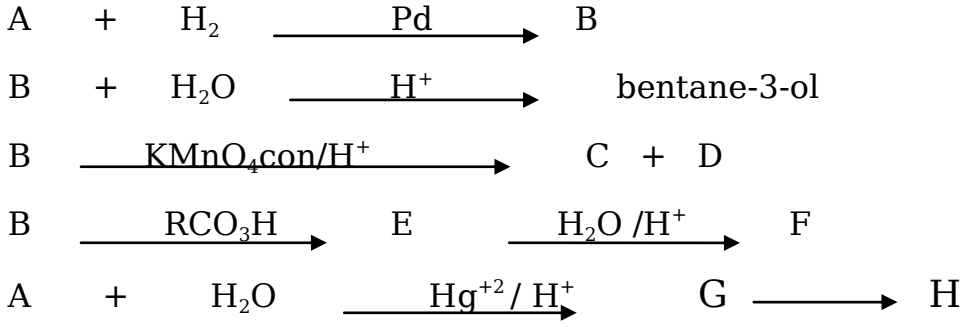 A + H₂ Pd B
B + H₂O H⁺ bentane-3-ol
B KMnO₄con/H⁺ C + D
B RCO₃H E H₂O /H⁺ F
A + H₂O Hg⁺²/ H⁺ G H